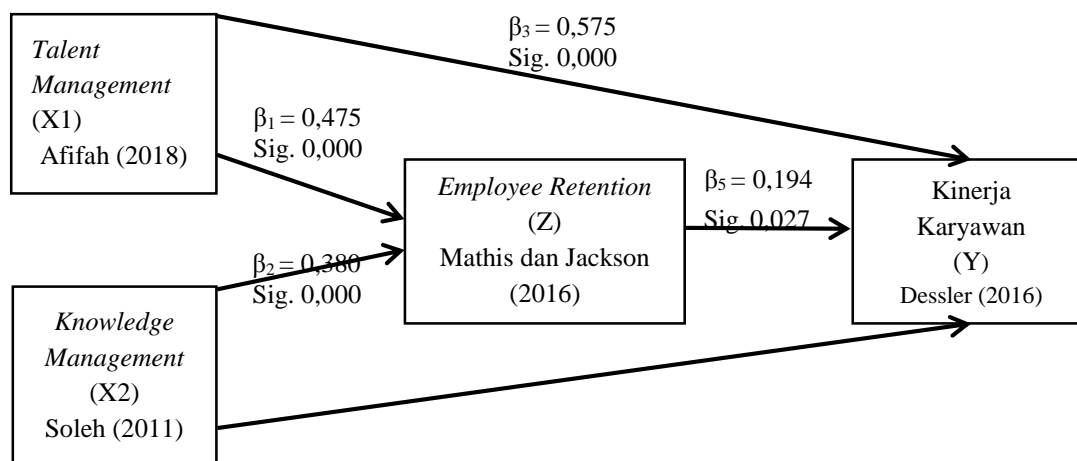 Talent
Management
(X1)
Afifah (2018)
β₃ = 0,575
Sig. 0,000
β₁ = 0,475
Sig. 0,000
Employee Retention
(Z)
Mathis dan Jackson
(2016)
β₅ = 0,194
Sig. 0,027
Kinerja
Karyawan
(Y)
Dessler (2016)
β₂ = 0,380
Sig. 0,000
Knowledge
Management
(X2)
Soleh (2011)